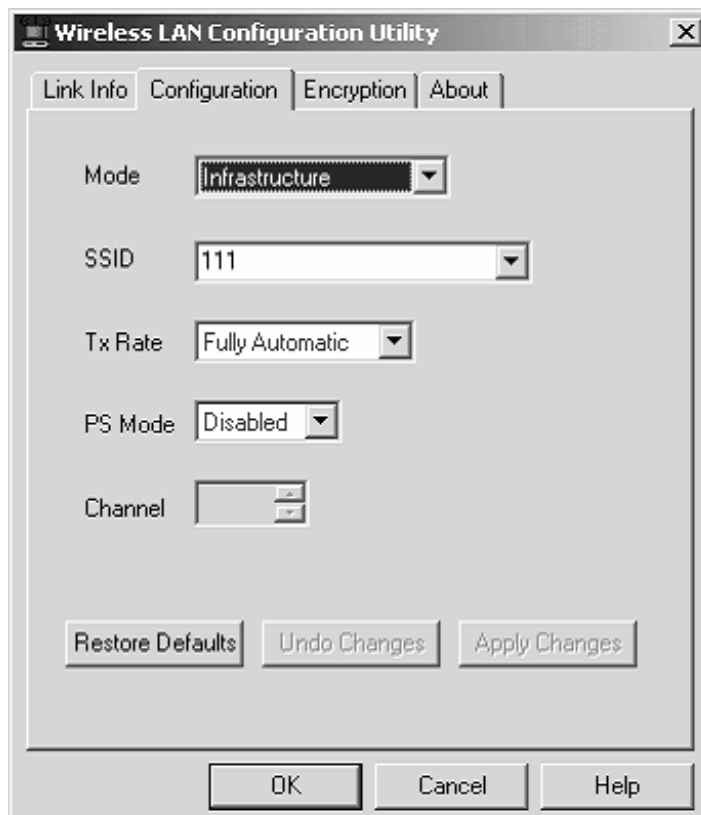 Wireless LAN Configuration Utility
Link Info Configuration Encryption About
Mode Infrastructure
SSID 111
Tx Rate Fully Automatic
PS Mode Disabled
Channel
Restore Defaults Undo Changes Apply Changes
OK Cancel Help